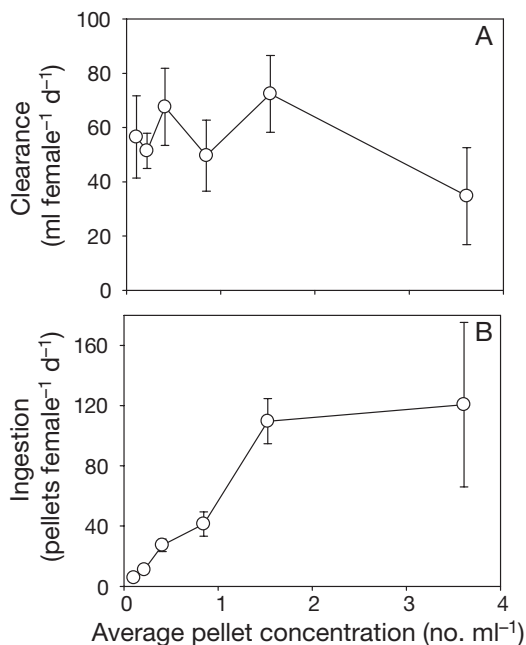 A
100
80
60
40
20
0
Clearance
(ml female⁻¹ d⁻¹)
B
160
120
80
40
0
Ingestion
(pellets female⁻¹ d⁻¹)
0 1 2 3 4
Average pellet concentration (no. ml⁻¹)